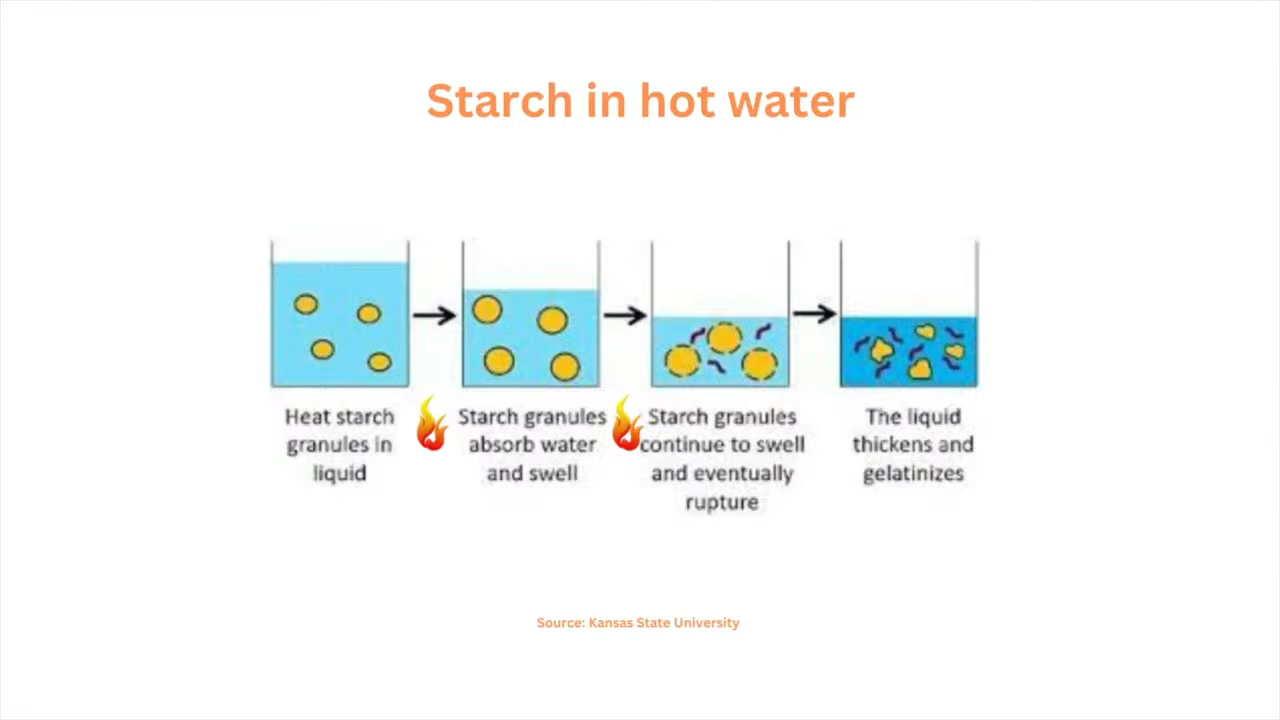 Starch in hot water
Heat starch
granules in
liquid
Starch granules
absorb water
and swell
Starch granules
continue to swell
and eventually
rupture
The liquid
thickens and
gelatinizes
Source: Kansas State University